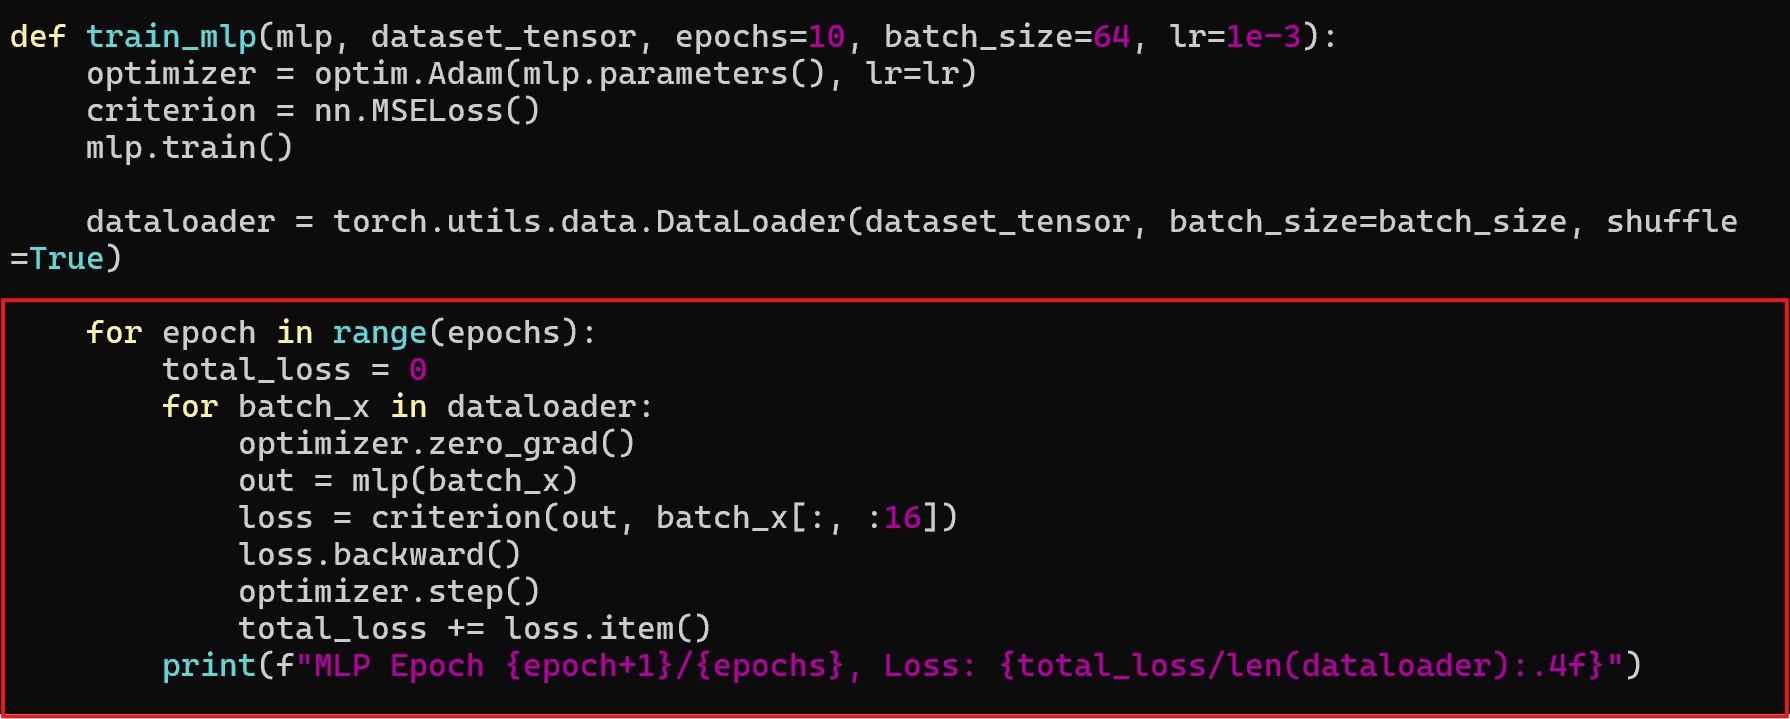 def train_mlp(mlp, dataset_tensor, epochs=10, batch_size=64, lr=1e-3):
    optimizer = optim.Adam(mlp.parameters(), lr=lr)
    criterion = nn.MSELoss()
    mlp.train()

    dataloader = torch.utils.data.DataLoader(dataset_tensor, batch_size=batch_size, shuffle
=True)

    for epoch in range(epochs):
        total_loss = 0
        for batch_x in dataloader:
            optimizer.zero_grad()
            out = mlp(batch_x)
            loss = criterion(out, batch_x[:, :16])
            loss.backward()
            optimizer.step()
            total_loss += loss.item()
        print(f"MLP Epoch {epoch+1}/{epochs}, Loss: {total_loss/len(dataloader):.4f}")